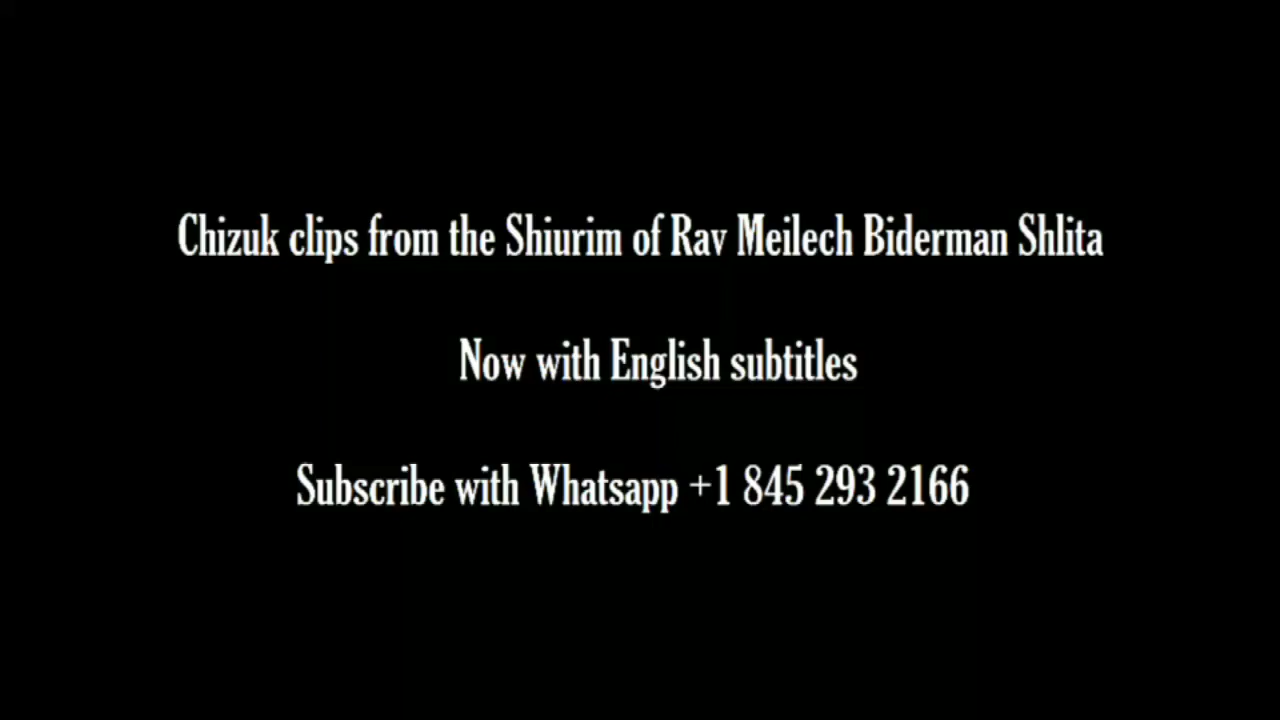 Chizuk clips from the Shiurim of Rav Meilech Biderman Shlita
Now with English subtitles
Subscribe with Whatsapp +1 845 293 2166